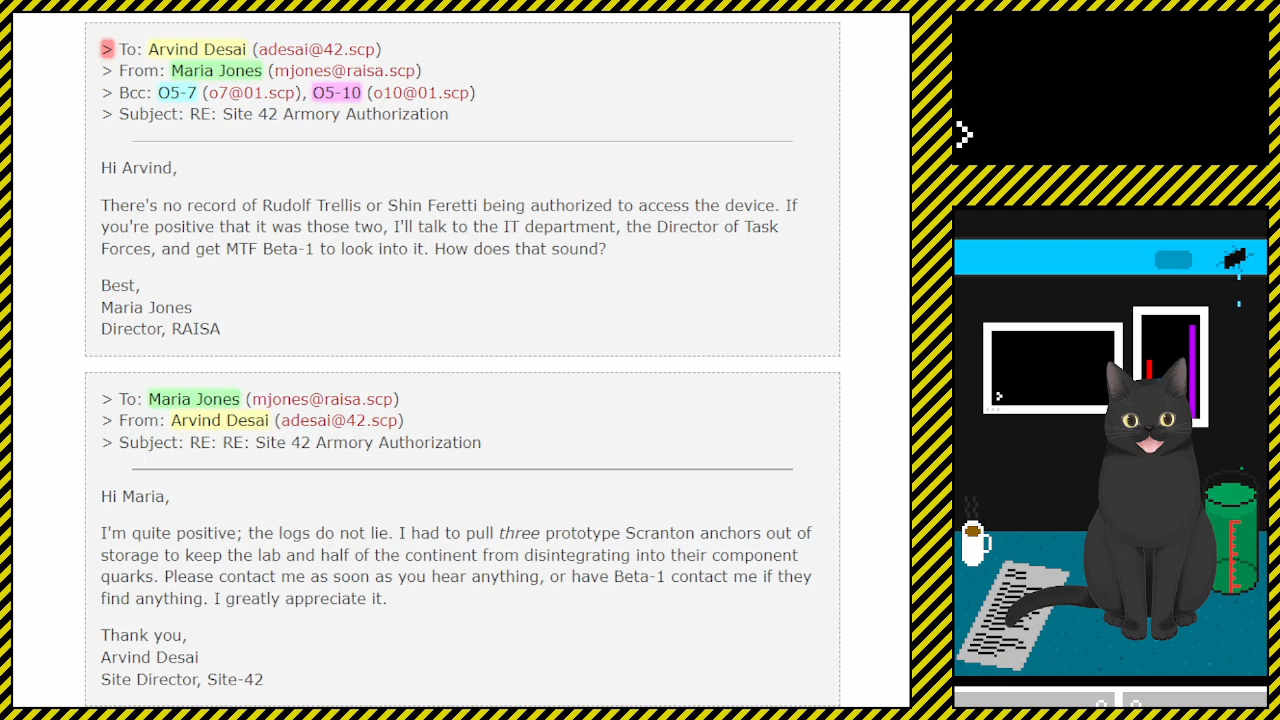 > To: Arvind Desai (adesai@42.scp)
> From: Maria Jones (mjones@raisa.scp)
> Bcc: O5-7 (o7@01.scp), O5-10 (o10@01.scp)
> Subject: RE: Site 42 Armory Authorization
Hi Arvind,
There's no record of Rudolf Trellis or Shin Feretti being authorized to access the device. If
you're positive that it was those two, I'll talk to the IT department, the Director of Task
Forces, and get MTF Beta-1 to look into it. How does that sound?
Best,
Maria Jones
Director, RAISA
> To: Maria Jones (mjones@raisa.scp)
> From: Arvind Desai (adesai@42.scp)
> Subject: RE: RE: Site 42 Armory Authorization
Hi Maria,
I'm quite positive; the logs do not lie. I had to pull three prototype Scranton anchors out of
storage to keep the lab and half of the continent from disintegrating into their component
quarks. Please contact me as soon as you hear anything, or have Beta-1 contact me if they
find anything. I greatly appreciate it.
Thank you,
Arvind Desai
Site Director, Site-42
>
>